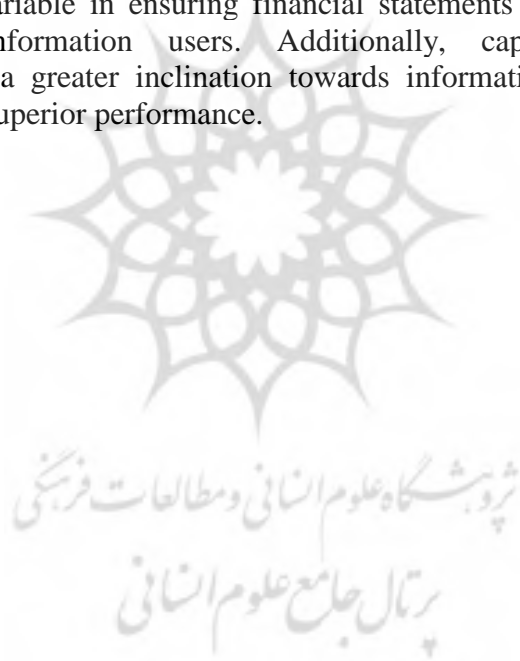 ariable in ensuring financial statements
nformation users. Additionally, cap
a greater inclination towards informati
uperior performance.
پژوهشگاه علوم انسانی و مطالعات فرهنگی
پرتال جامع علوم انسانی